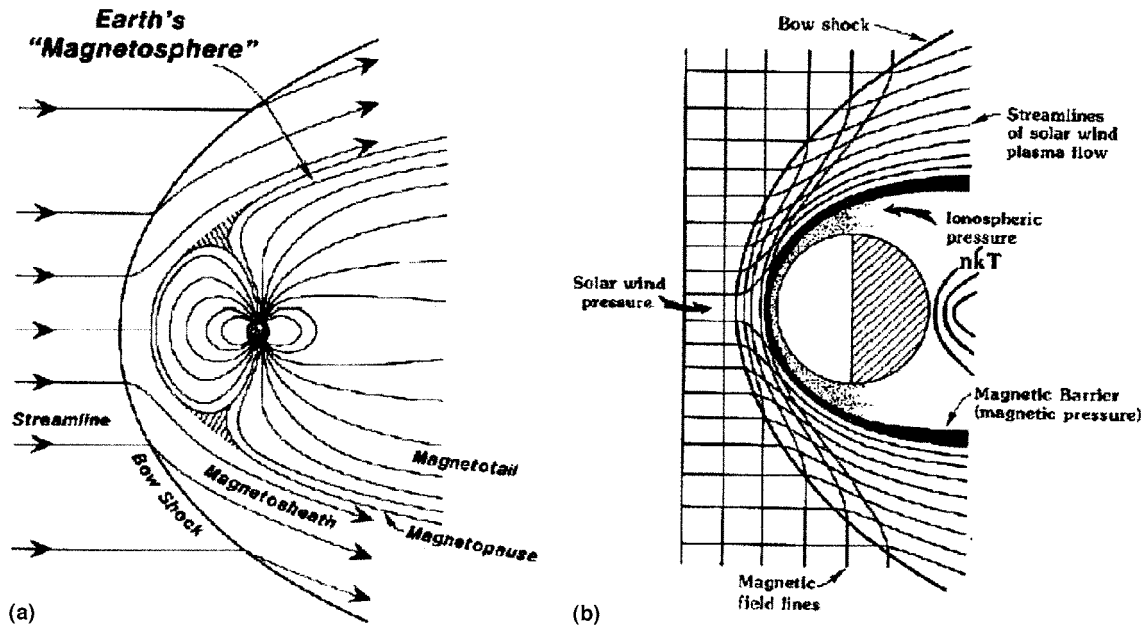 Earth's
"Magnetosphere"
Streamline
Bow Shock
Magnetosheath
Magnetotail
Magnetopause
(a)
Bow shock
Streamlines
of solar wind
plasma flow
Ionospheric
pressure
nkT
Solar wind
pressure
Magnetic Barrier
(magnetic pressure)
Magnetic
field lines
(b)